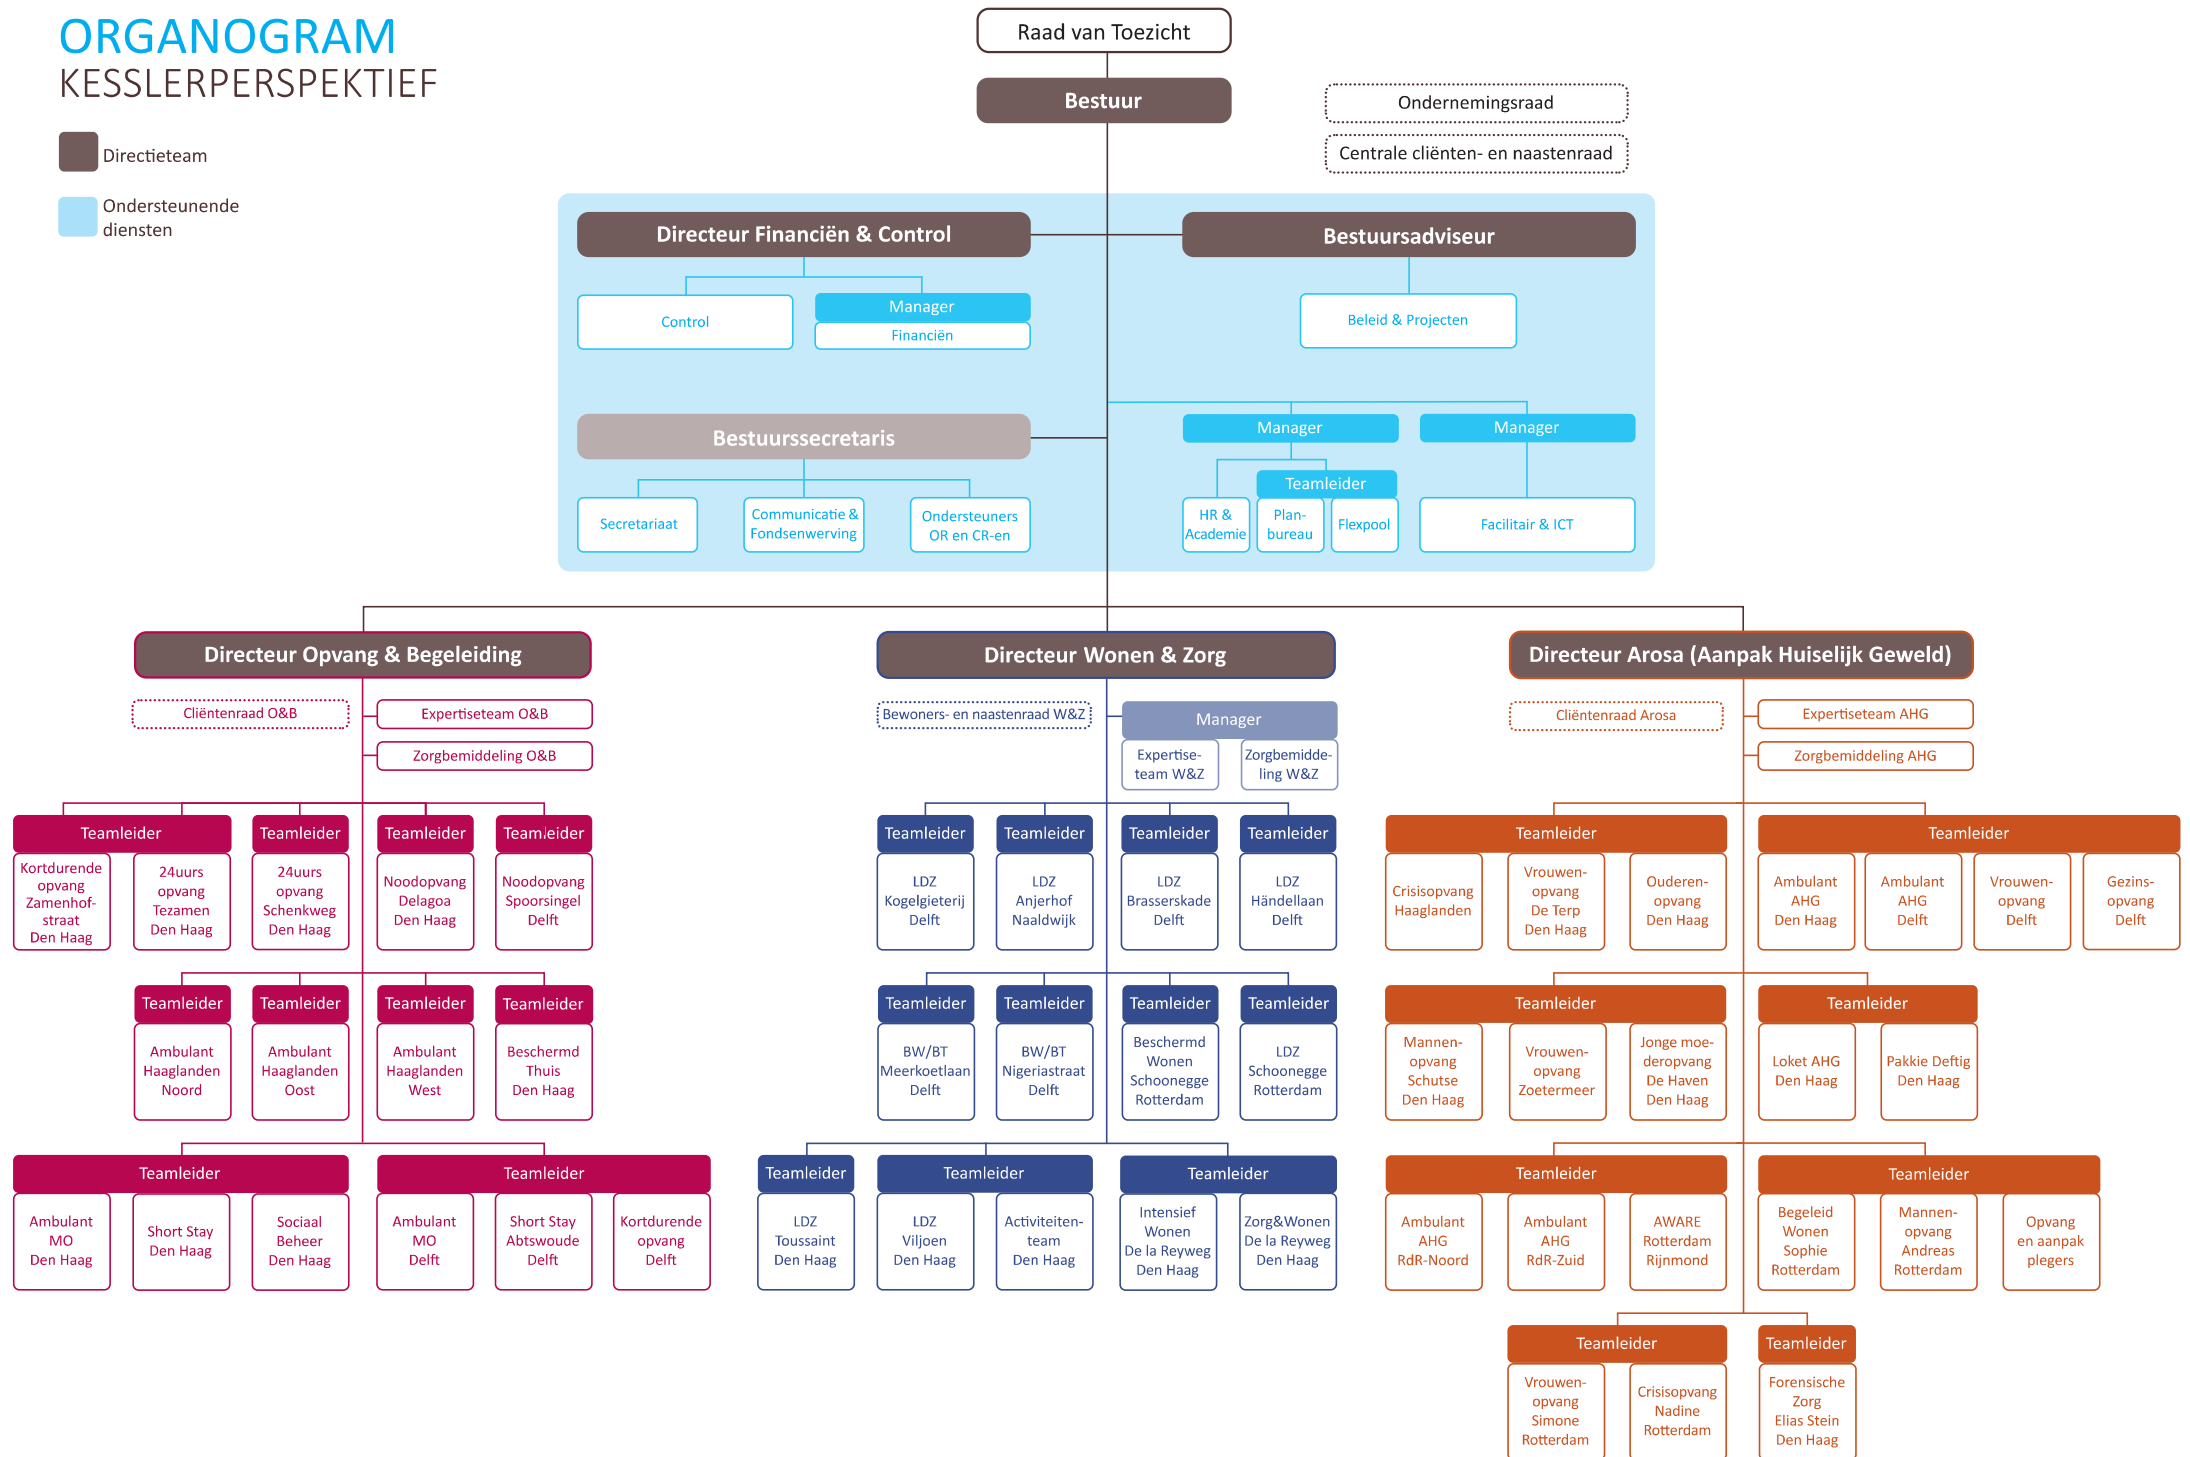 ORGANOGRAM
KESSLERPERSPEKTIEF
Directieteam
Ondersteunende
diensten
Raad van Toezicht
Bestuur
Ondernemingsraad
Centrale cliënten- en naastenraad
Directeur Financiën & Control
Bestuursadviseur
Control
Manager
Financiën
Beleid & Projecten
Bestuurssecretaris
Secretariaat
Communicatie &
Fondsenwerving
Ondersteuners
OR en CR-en
Manager
HR &
Academie
Teamleider
Plan-
bureau
Flexpool
Manager
Facilitair & ICT
Directeur Opvang & Begeleiding
Cliëntenraad O&B
Expertiseteam O&B
Zorgbemiddeling O&B
Teamleider
Kortdurende
opvang
Zamenhof-
straat
Den Haag
24uurs
opvang
Tezamen
Den Haag
Teamleider
24uurs
opvang
Schenkweg
Den Haag
Teamleider
Noodopvang
Delagoa
Den Haag
Teamleider
Noodopvang
Spoorsingel
Delft
Teamleider
Ambulant
Haaglanden
Noord
Teamleider
Ambulant
Haaglanden
Oost
Teamleider
Ambulant
Haaglanden
West
Teamleider
Beschermd
Thuis
Den Haag
Teamleider
Ambulant
MO
Den Haag
Short Stay
Den Haag
Sociaal
Beheer
Den Haag
Teamleider
Ambulant
MO
Delft
Short Stay
Abtswoude
Delft
Kortdurende
opvang
Delft
Directeur Wonen & Zorg
Bewoners- en naastenraad W&Z
Manager
Expertise-
team W&Z
Zorgbemidde-
ling W&Z
Teamleider
LDZ
Kogelgieterij
Delft
Teamleider
LDZ
Anjerhof
Naaldwijk
Teamleider
LDZ
Brasserskade
Delft
Teamleider
LDZ
Händellaan
Delft
Teamleider
BW/BT
Meerkoetlaan
Delft
Teamleider
BW/BT
Nigeriastraat
Delft
Teamleider
Beschermd
Wonen
Schoonegge
Rotterdam
Teamleider
LDZ
Schoonegge
Rotterdam
Teamleider
LDZ
Toussaint
Den Haag
Teamleider
LDZ
Viljoen
Den Haag
Activiteiten-
team
Den Haag
Teamleider
Intensief
Wonen
De la Reyweg
Den Haag
Zorg&Wonen
De la Reyweg
Den Haag
Directeur Arosa (Aanpak Huiselijk Geweld)
Cliëntenraad Arosa
Expertiseteam AHG
Zorgbemiddeling AHG
Teamleider
Crisisopvang
Haaglanden
Vrouwen-
opvang
De Terp
Den Haag
Ouderen-
opvang
Den Haag
Teamleider
Ambulant
AHG
Den Haag
Ambulant
AHG
Delft
Vrouwen-
opvang
Delft
Gezins-
opvang
Delft
Teamleider
Mannen-
opvang
Schutse
Den Haag
Vrouwen-
opvang
Zoetermeer
Jonge moe-
deropvang
De Haven
Den Haag
Teamleider
Loket AHG
Den Haag
Pakkie Deftig
Den Haag
Teamleider
Ambulant
AHG
RdR-Noord
Ambulant
AHG
RdR-Zuid
AWARE
Rotterdam
Rijnmond
Teamleider
Begeleid
Wonen
Sophie
Rotterdam
Mannen-
opvang
Andreas
Rotterdam
Opvang
en aanpak
plegers
Teamleider
Vrouwen-
opvang
Simone
Rotterdam
Crisisopvang
Nadine
Rotterdam
Teamleider
Forensische
Zorg
Elias Stein
Den Haag